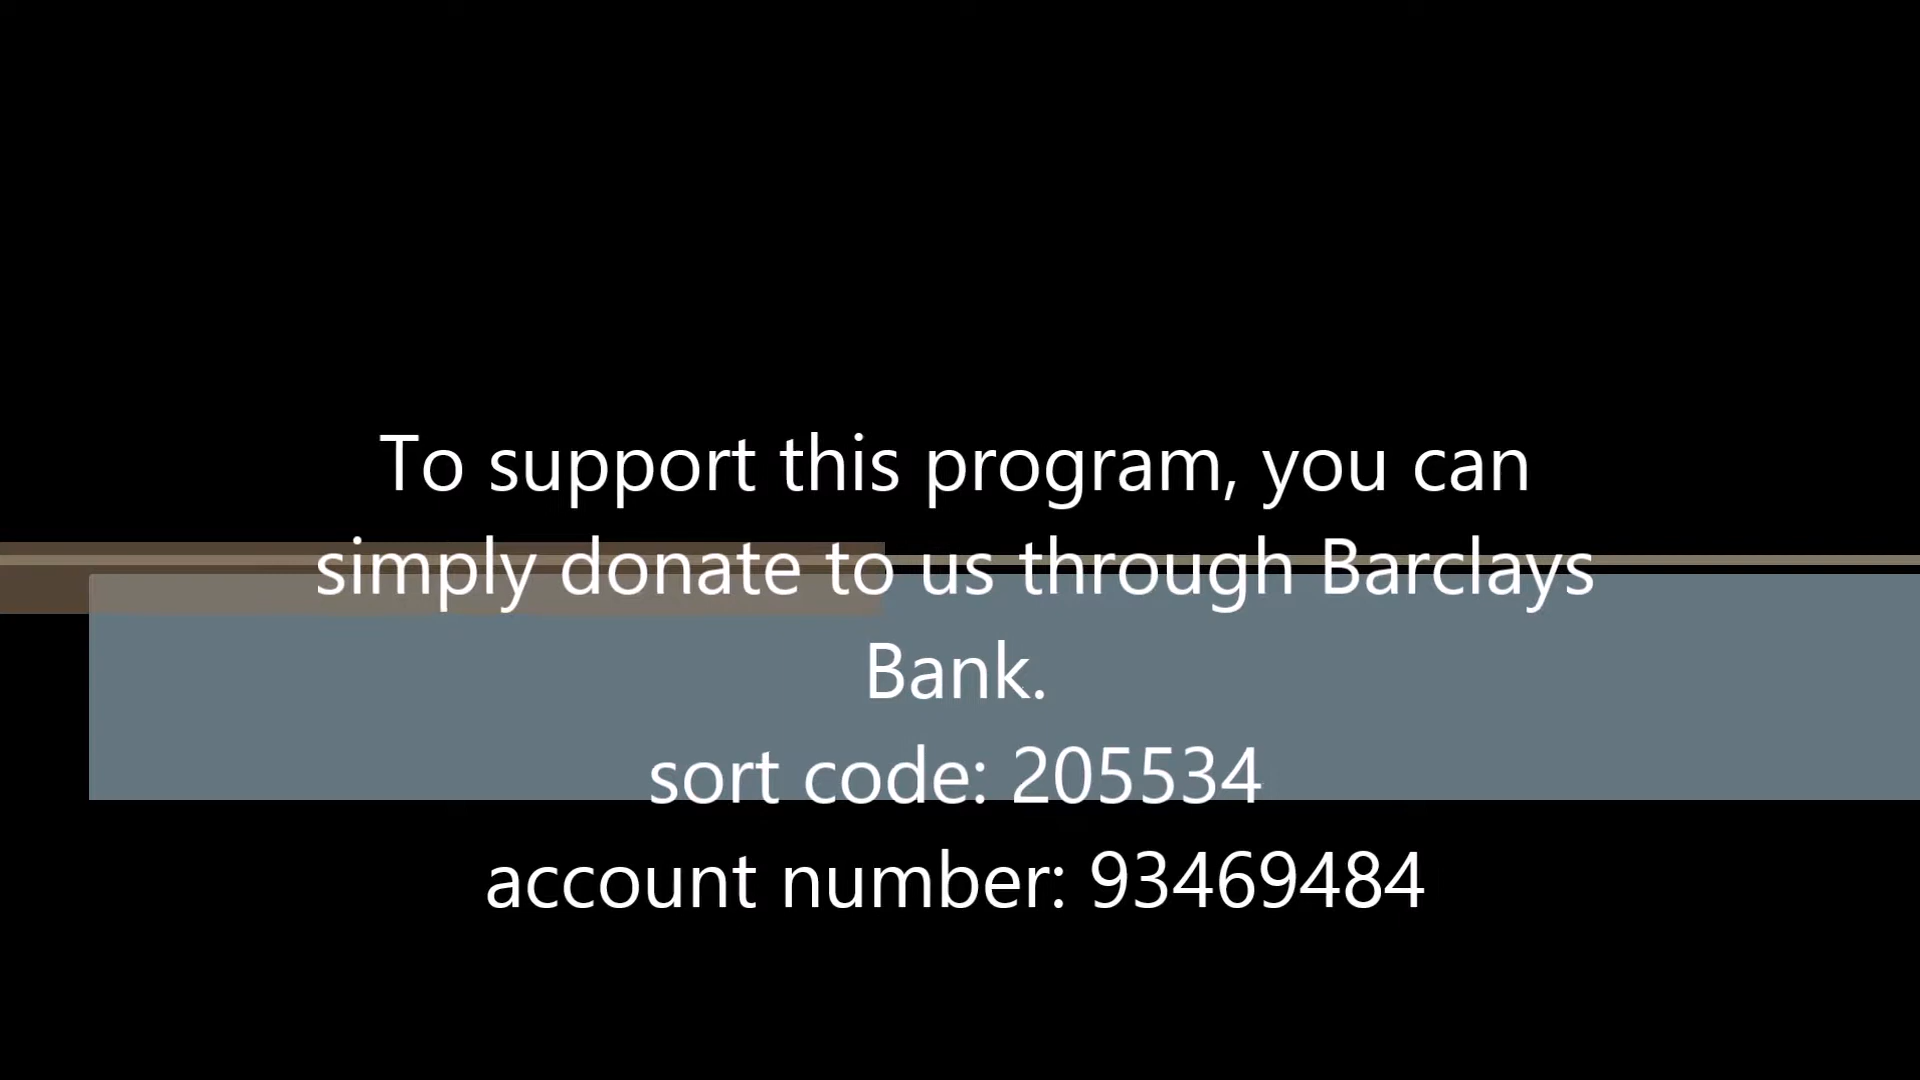 To support this program, you can
simply donate to us through Barclays
Bank.
sort code: 205534
account number: 93469484